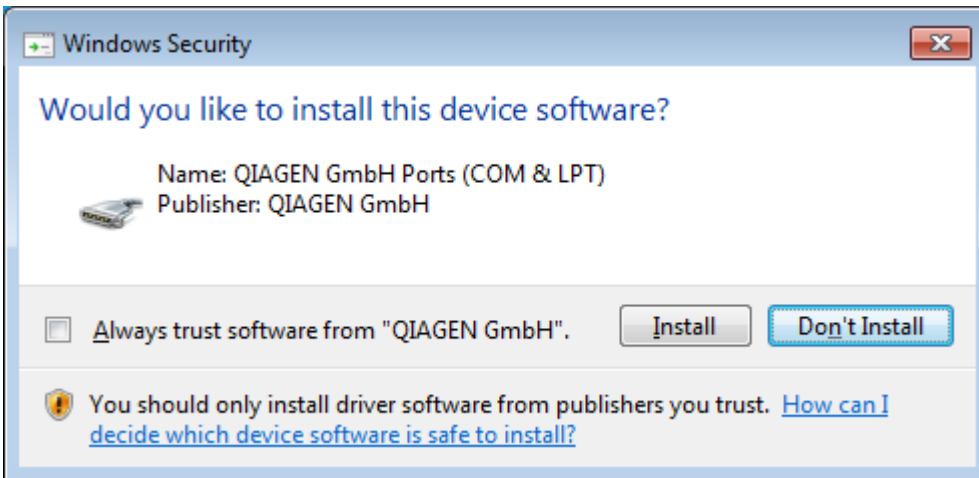 Windows Security
Would you like to install this device software?
Name: QIAGEN GmbH Ports (COM & LPT)
Publisher: QIAGEN GmbH
Always trust software from "QIAGEN GmbH".
Install
Don't Install
You should only install driver software from publishers you trust. How can I
decide which device software is safe to install?